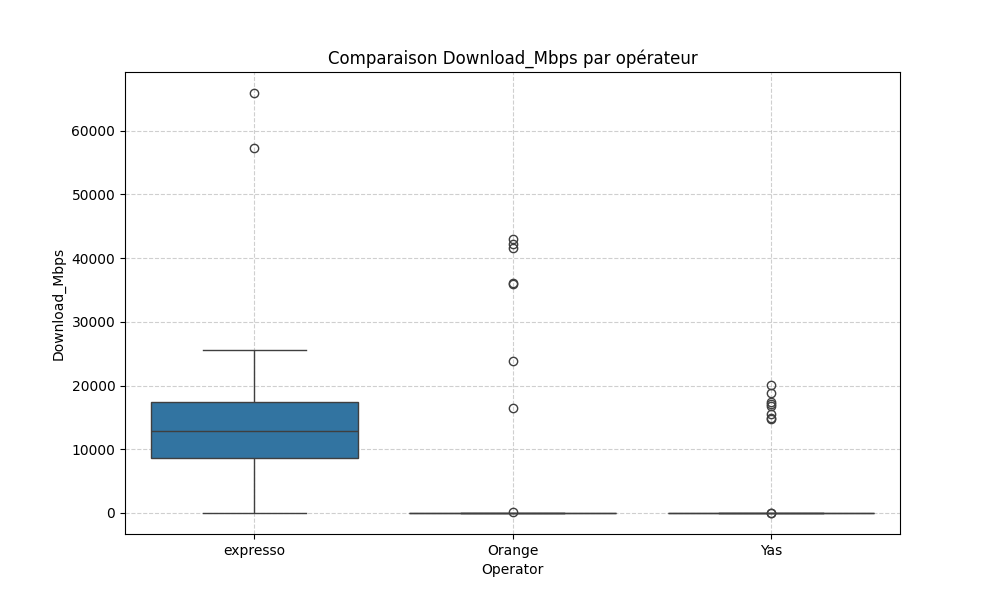 Comparaison Download_Mbps par opérateur
Download_Mbps
60000
50000
40000
30000
20000
10000
0
expresso Orange Yas
Operator